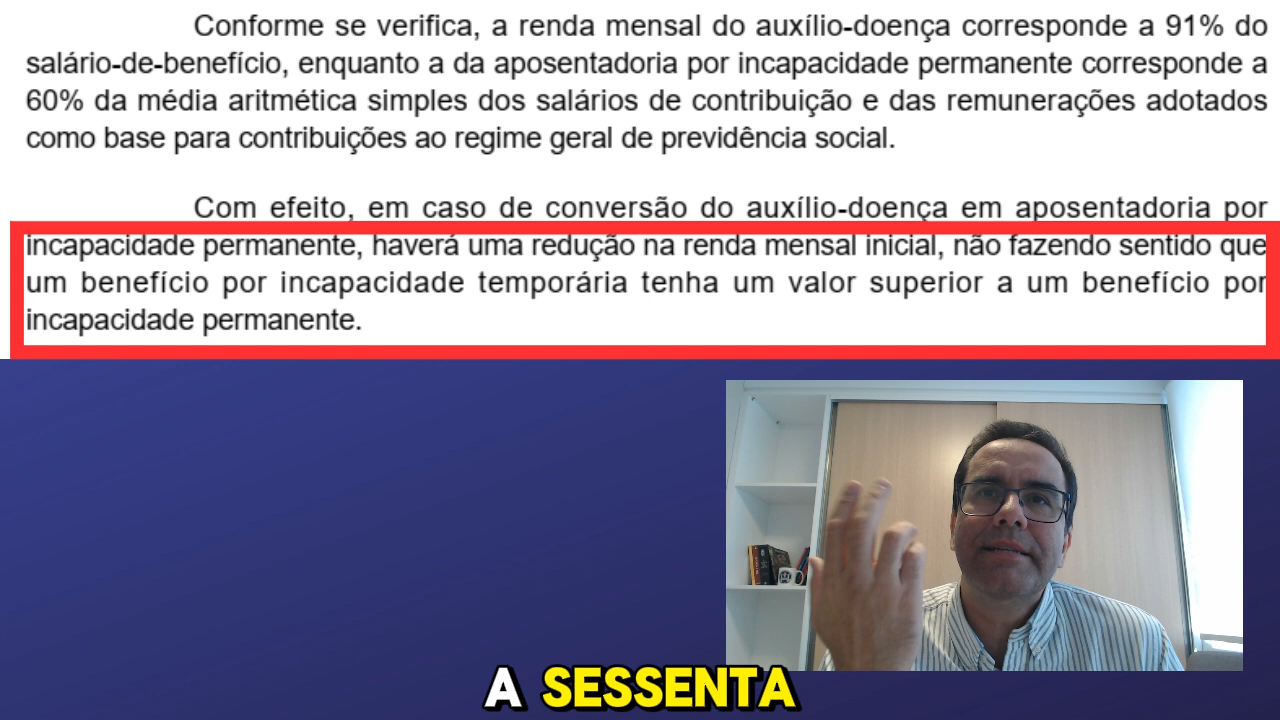 Conforme se verifica, a renda mensal do auxílio-doença corresponde a 91% do
salário-de-benefício, enquanto a da aposentadoria por incapacidade permanente corresponde a
60% da média aritmética simples dos salários de contribuição e das remunerações adotados
como base para contribuições ao regime geral de previdência social.
Com efeito, em caso de conversão do auxílio-doença em aposentadoria por
incapacidade permanente, haverá uma redução na renda mensal inicial, não fazendo sentido que
um benefício por incapacidade temporária tenha um valor superior a um benefício por
incapacidade permanente.
A SESSENTA